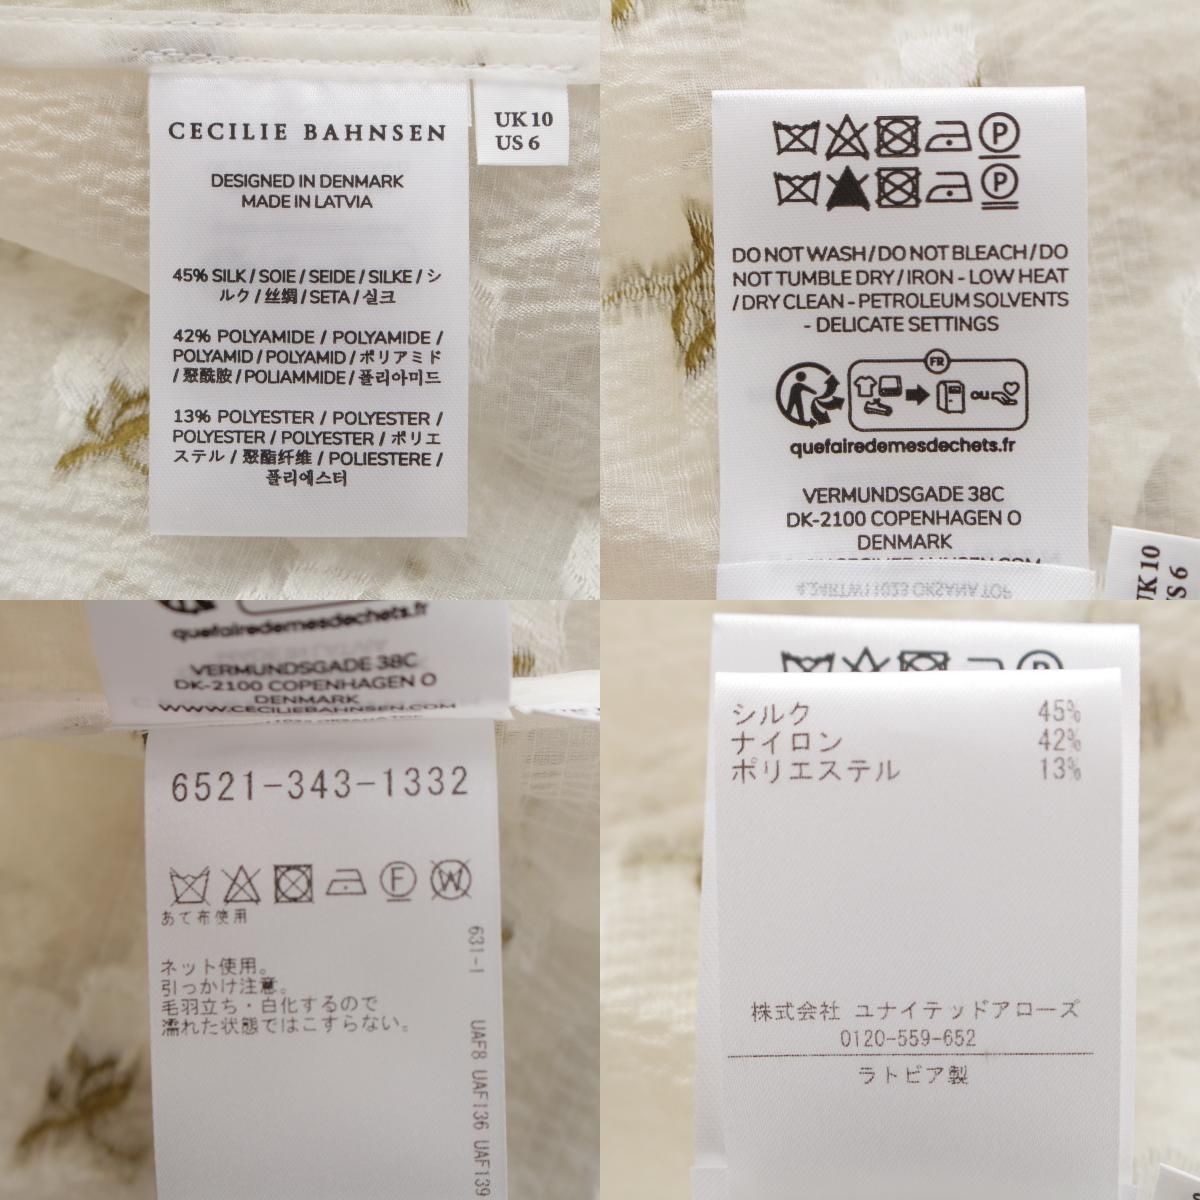 CECILIE BAHNSEN
DESIGNED IN DENMARK
MADE IN LATVIA
45% SILK / SOIE / SEIDE / SILKE / シ
ルク / 丝绸 / SETA / 실크
42% POLYAMIDE / POLYAMIDE /
POLYAMID / POLYAMID / ポリアミド
/ 聚酰胺 / POLIAMMIDE / 폴리아미드
13% POLYESTER / POLYESTER /
POLYESTER / POLYESTER / ポリエ
ステル / 聚酯纤维 / POLIESTERE /
폴리에스터
UK 10
US 6
P
P
DO NOT WASH / DO NOT BLEACH / DO
NOT TUMBLE DRY / IRON - LOW HEAT
/ DRY CLEAN - PETROLEUM SOLVENTS
- DELICATE SETTINGS
FR
ou
quefairedemesdechets.fr
VERMUNDSGADE 38C
DK-2100 COPENHAGEN O
DENMARK
UK 10
US 6
quefairedemesdechets.fr
VERMUNDSGADE 38C
DK-2100 COPENHAGEN O
DENMARK
WWW.CECILIEBAHNSEN.COM
6521-343-1332
F
W
あて布使用
ネット使用。
引っかけ注意。
毛羽立ち・白化するので
濡れた状態ではこすらない。
631-1
UAF8 UAF136 UAF139
シルク 45%
ナイロン 42%
ポリエステル 13%
株式会社 ユナイテッドアローズ
0120-559-652
ラトビア製